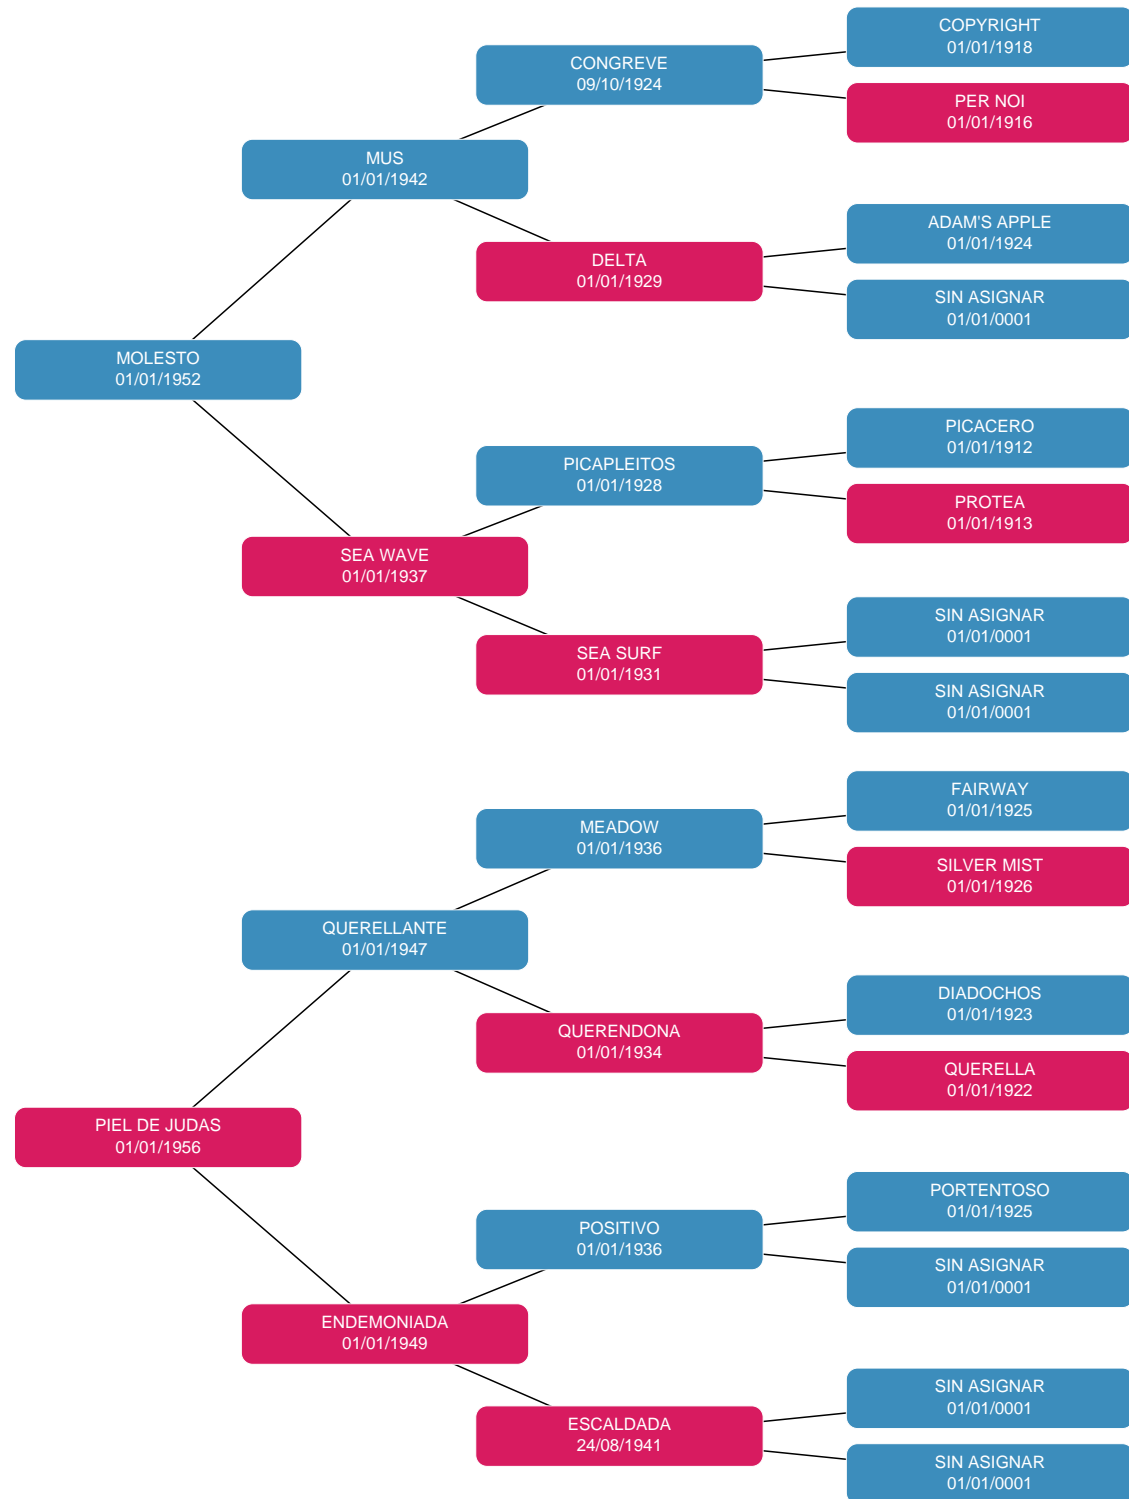 COPYRIGHT
01/01/1918
CONGREVE
09/10/1924
PER NOI
01/01/1916
MUS
01/01/1942
ADAM'S APPLE
01/01/1924
DELTA
01/01/1929
SIN ASIGNAR
01/01/0001
MOLESTO
01/01/1952
PICACERO
01/01/1912
PICAPLEITOS
01/01/1928
PROTEA
01/01/1913
SEA WAVE
01/01/1937
SIN ASIGNAR
01/01/0001
SEA SURF
01/01/1931
SIN ASIGNAR
01/01/0001
FAIRWAY
01/01/1925
MEADOW
01/01/1936
SILVER MIST
01/01/1926
QUERELLANTE
01/01/1947
DIADOCHOS
01/01/1923
QUERENDONA
01/01/1934
QUERELLA
01/01/1922
PIEL DE JUDAS
01/01/1956
PORTENTOSO
01/01/1925
POSITIVO
01/01/1936
SIN ASIGNAR
01/01/0001
ENDEMONIADA
01/01/1949
SIN ASIGNAR
01/01/0001
ESCALDADA
24/08/1941
SIN ASIGNAR
01/01/0001